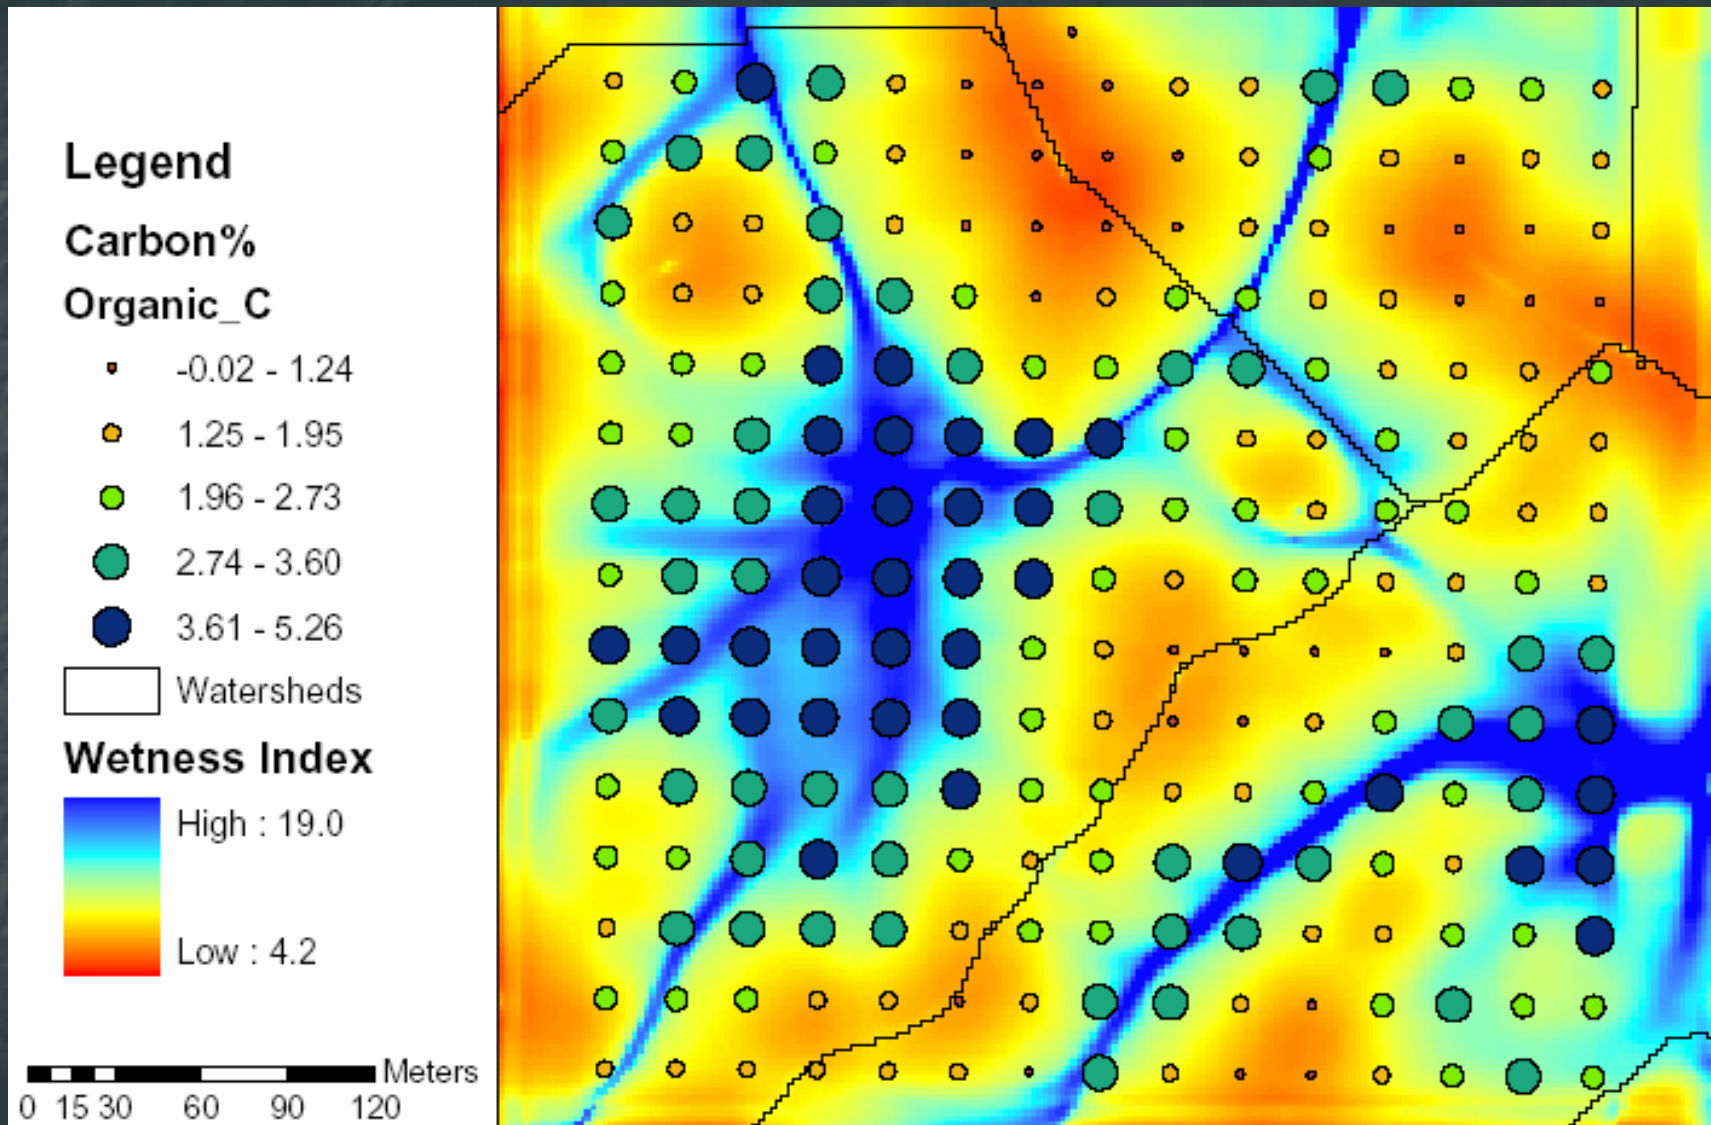 Legend
Carbon%
Organic_C
-0.02 - 1.24
1.25 - 1.95
1.96 - 2.73
2.74 - 3.60
3.61 - 5.26
Watersheds
Wetness Index
High : 19.0
Low : 4.2
Meters
0 15 30 60 90 120